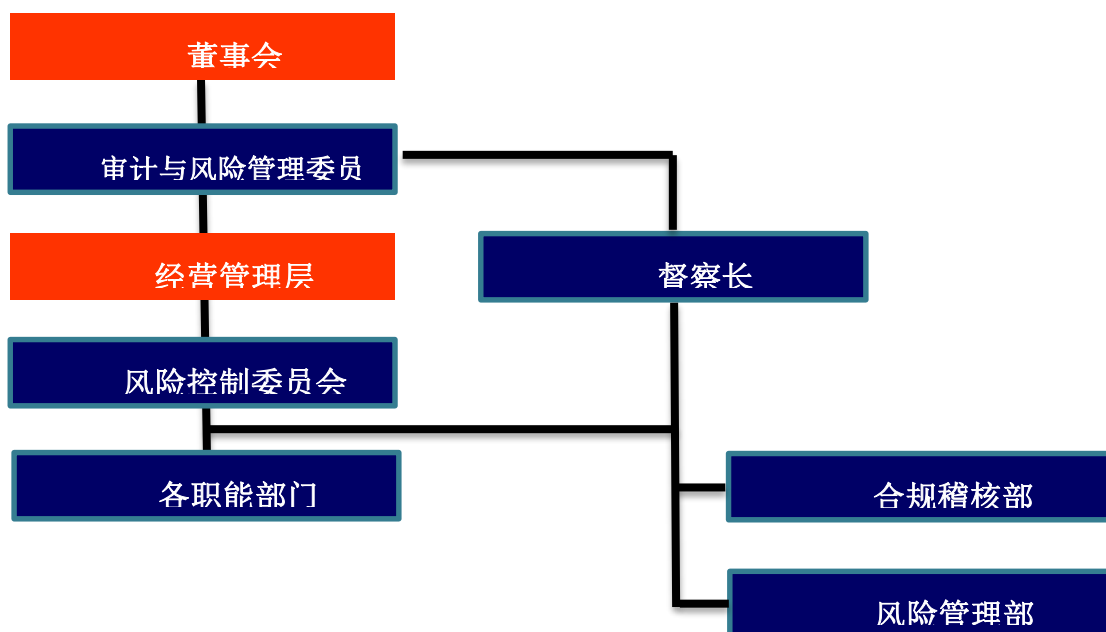 董事会
审计与风险管理委员
经营管理层
督察长
风险控制委员会
各职能部门
合规稽核部
风险管理部